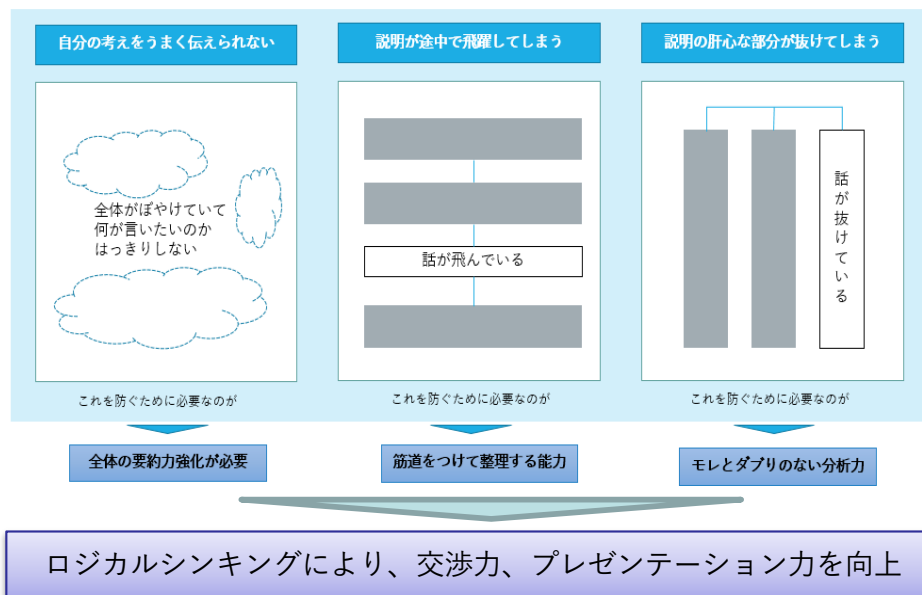 自分の考えをうまく伝えられない
全体がぼやけていて
何が言いたいのか
はっきりしない
これを防ぐために必要なのが
全体の要約力強化が必要
説明が途中で飛躍してしまう
話が飛んでいる
これを防ぐために必要なのが
筋道をつけて整理する能力
説明の肝心な部分が抜けてしまう
話が抜けている
これを防ぐために必要なのが
モレとダブりのない分析力
ロジカルシンキングにより、交渉力、プレゼンテーション力を向上